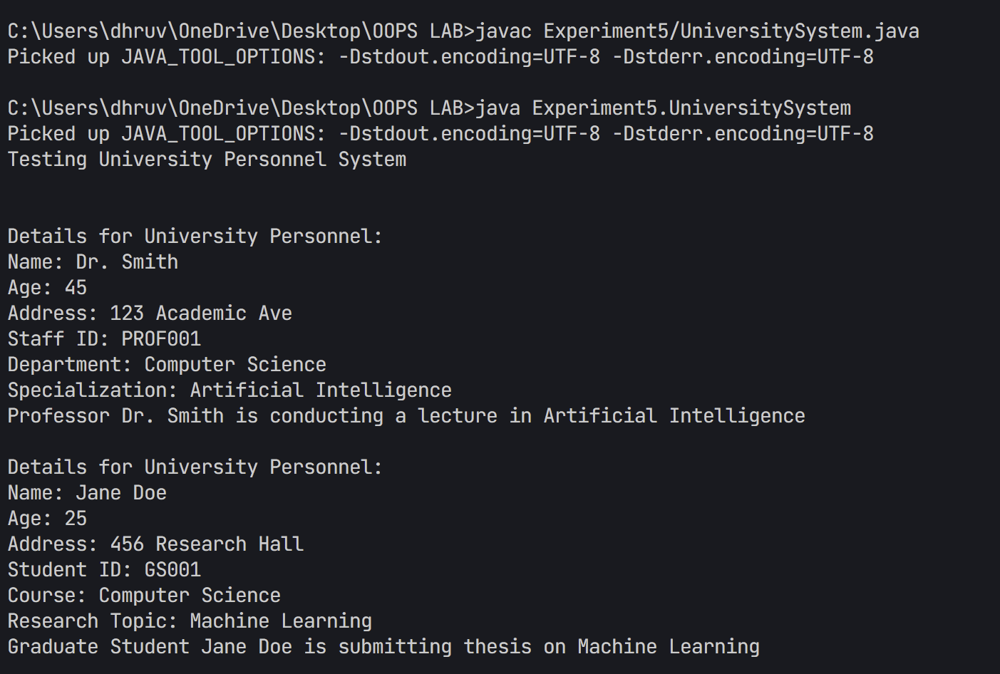 C:\Users\dhruv\OneDrive\Desktop\OOPS LAB>javac Experiment5/UniversitySystem.java
Picked up JAVA_TOOL_OPTIONS: -Dstdout.encoding=UTF-8 -Dstderr.encoding=UTF-8
C:\Users\dhruv\OneDrive\Desktop\OOPS LAB>java Experiment5.UniversitySystem
Picked up JAVA_TOOL_OPTIONS: -Dstdout.encoding=UTF-8 -Dstderr.encoding=UTF-8
Testing University Personnel System
Details for University Personnel:
Name: Dr. Smith
Age: 45
Address: 123 Academic Ave
Staff ID: PROF001
Department: Computer Science
Specialization: Artificial Intelligence
Professor Dr. Smith is conducting a lecture in Artificial Intelligence
Details for University Personnel:
Name: Jane Doe
Age: 25
Address: 456 Research Hall
Student ID: GS001
Course: Computer Science
Research Topic: Machine Learning
Graduate Student Jane Doe is submitting thesis on Machine Learning